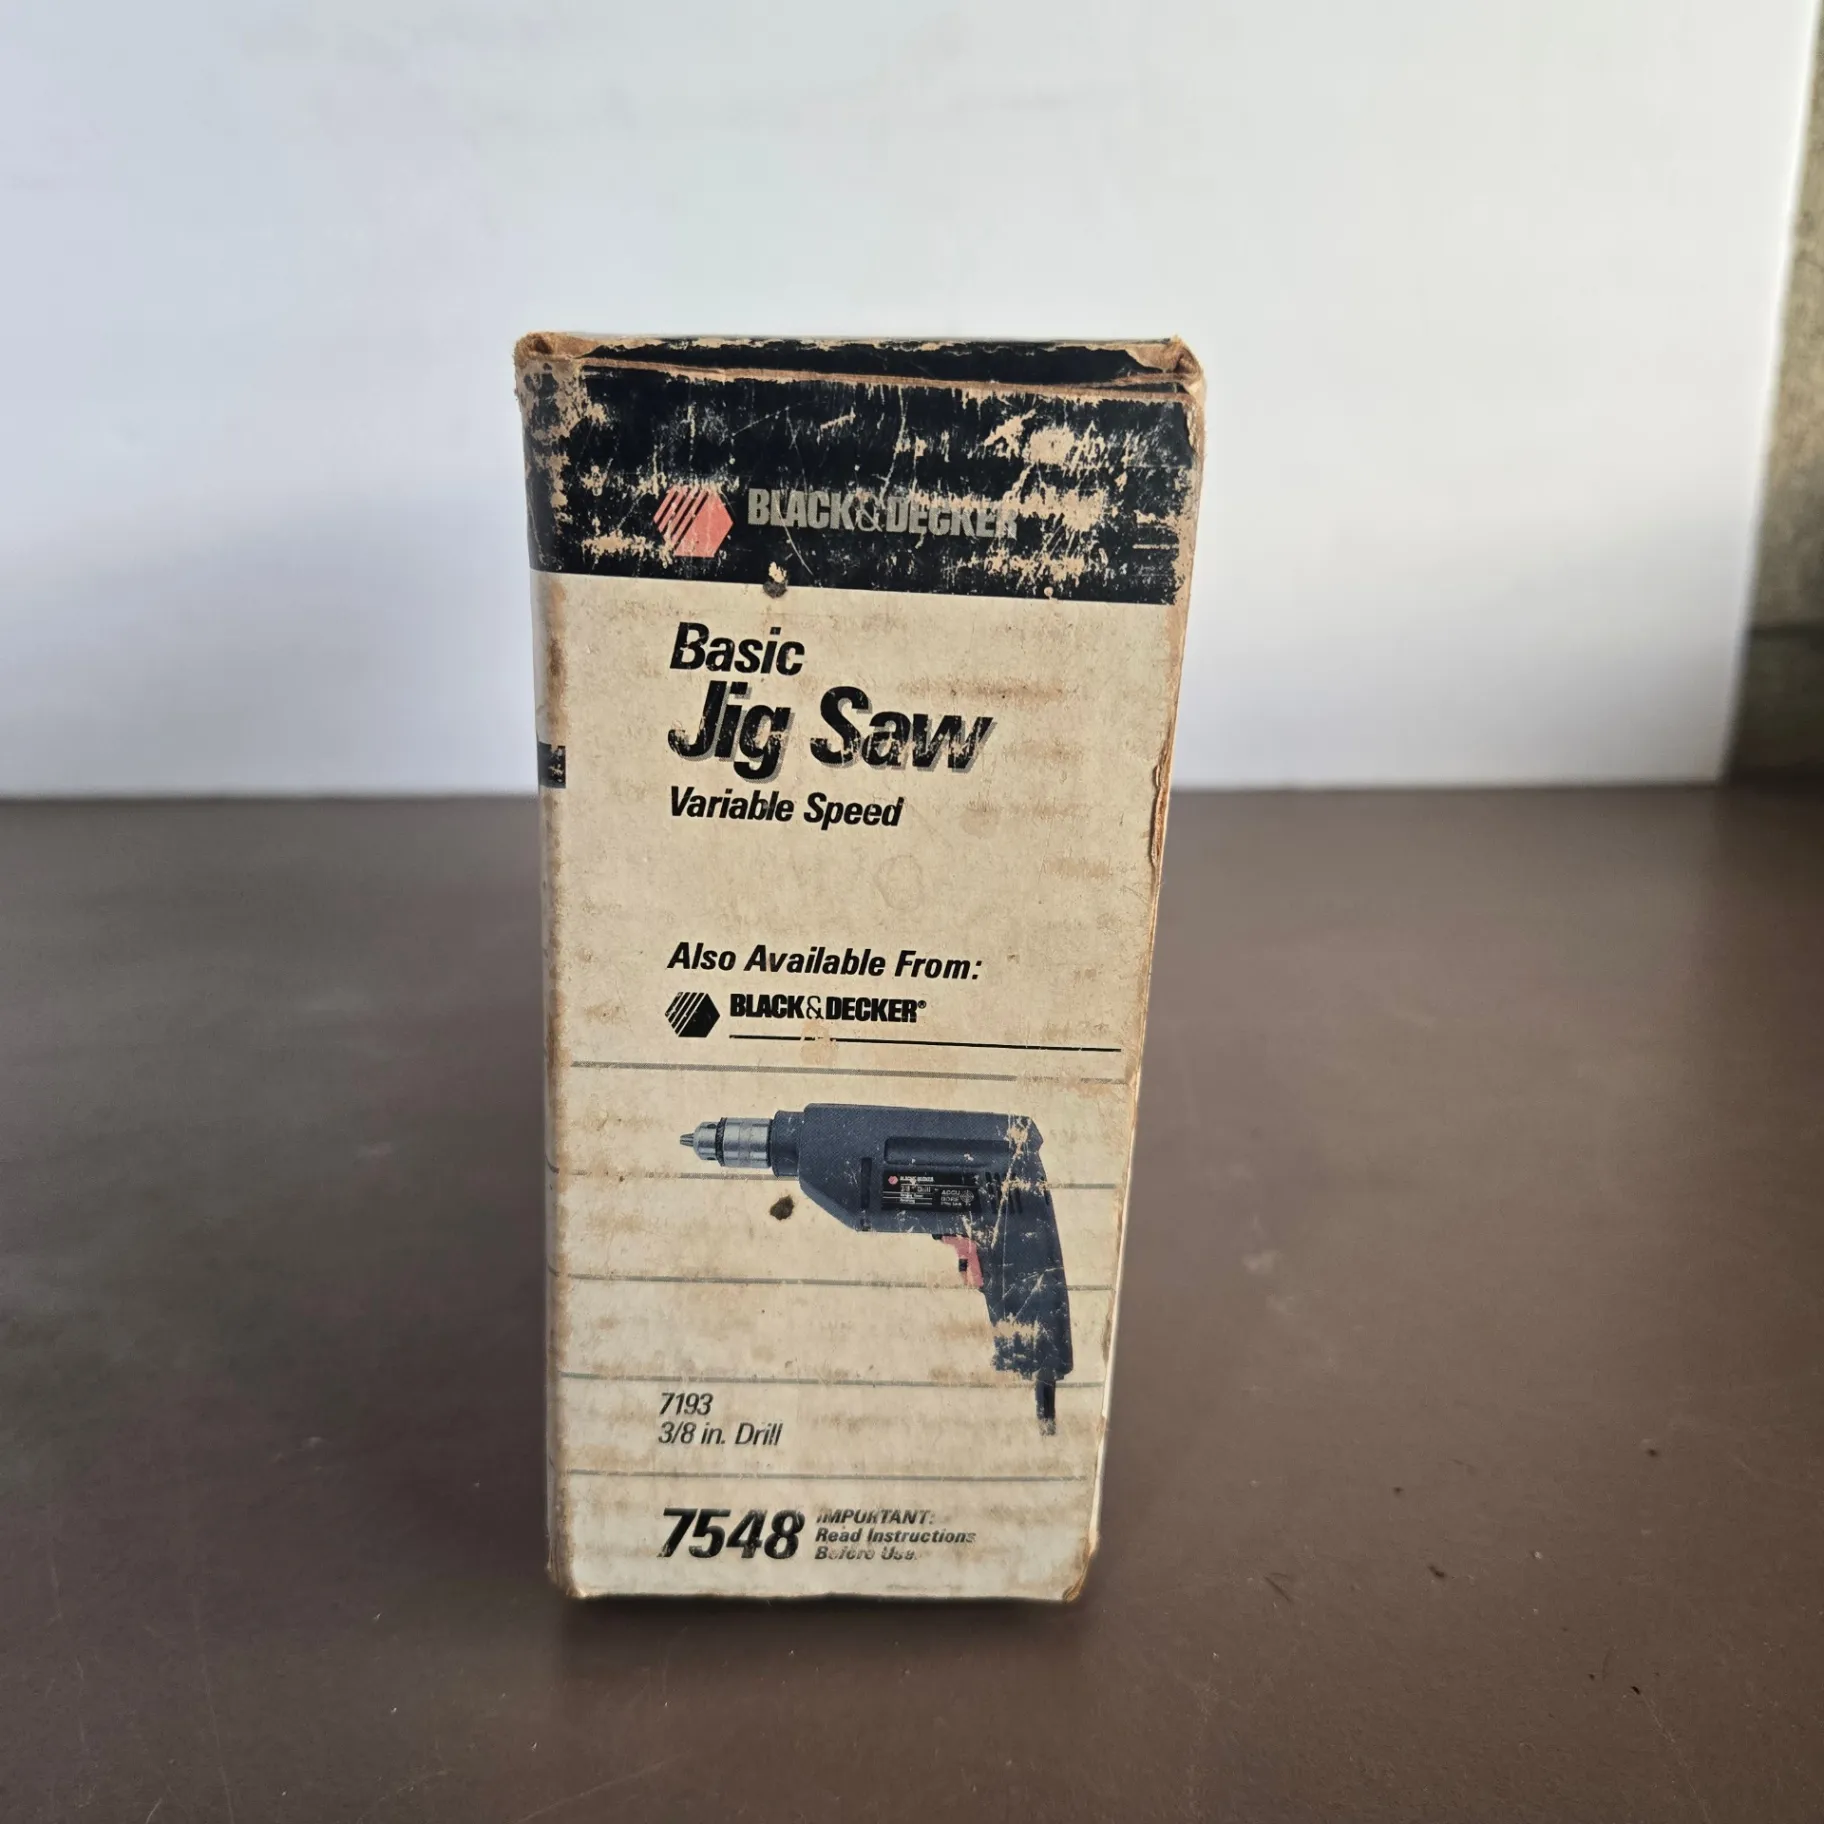 BLACK&DECKER
Basic
Jig Saw
Variable Speed
Also Available From:
BLACK&DECKER®
7193
3/8 in. Drill
7548
IMPORTANT:
Read Instructions
Before Use.